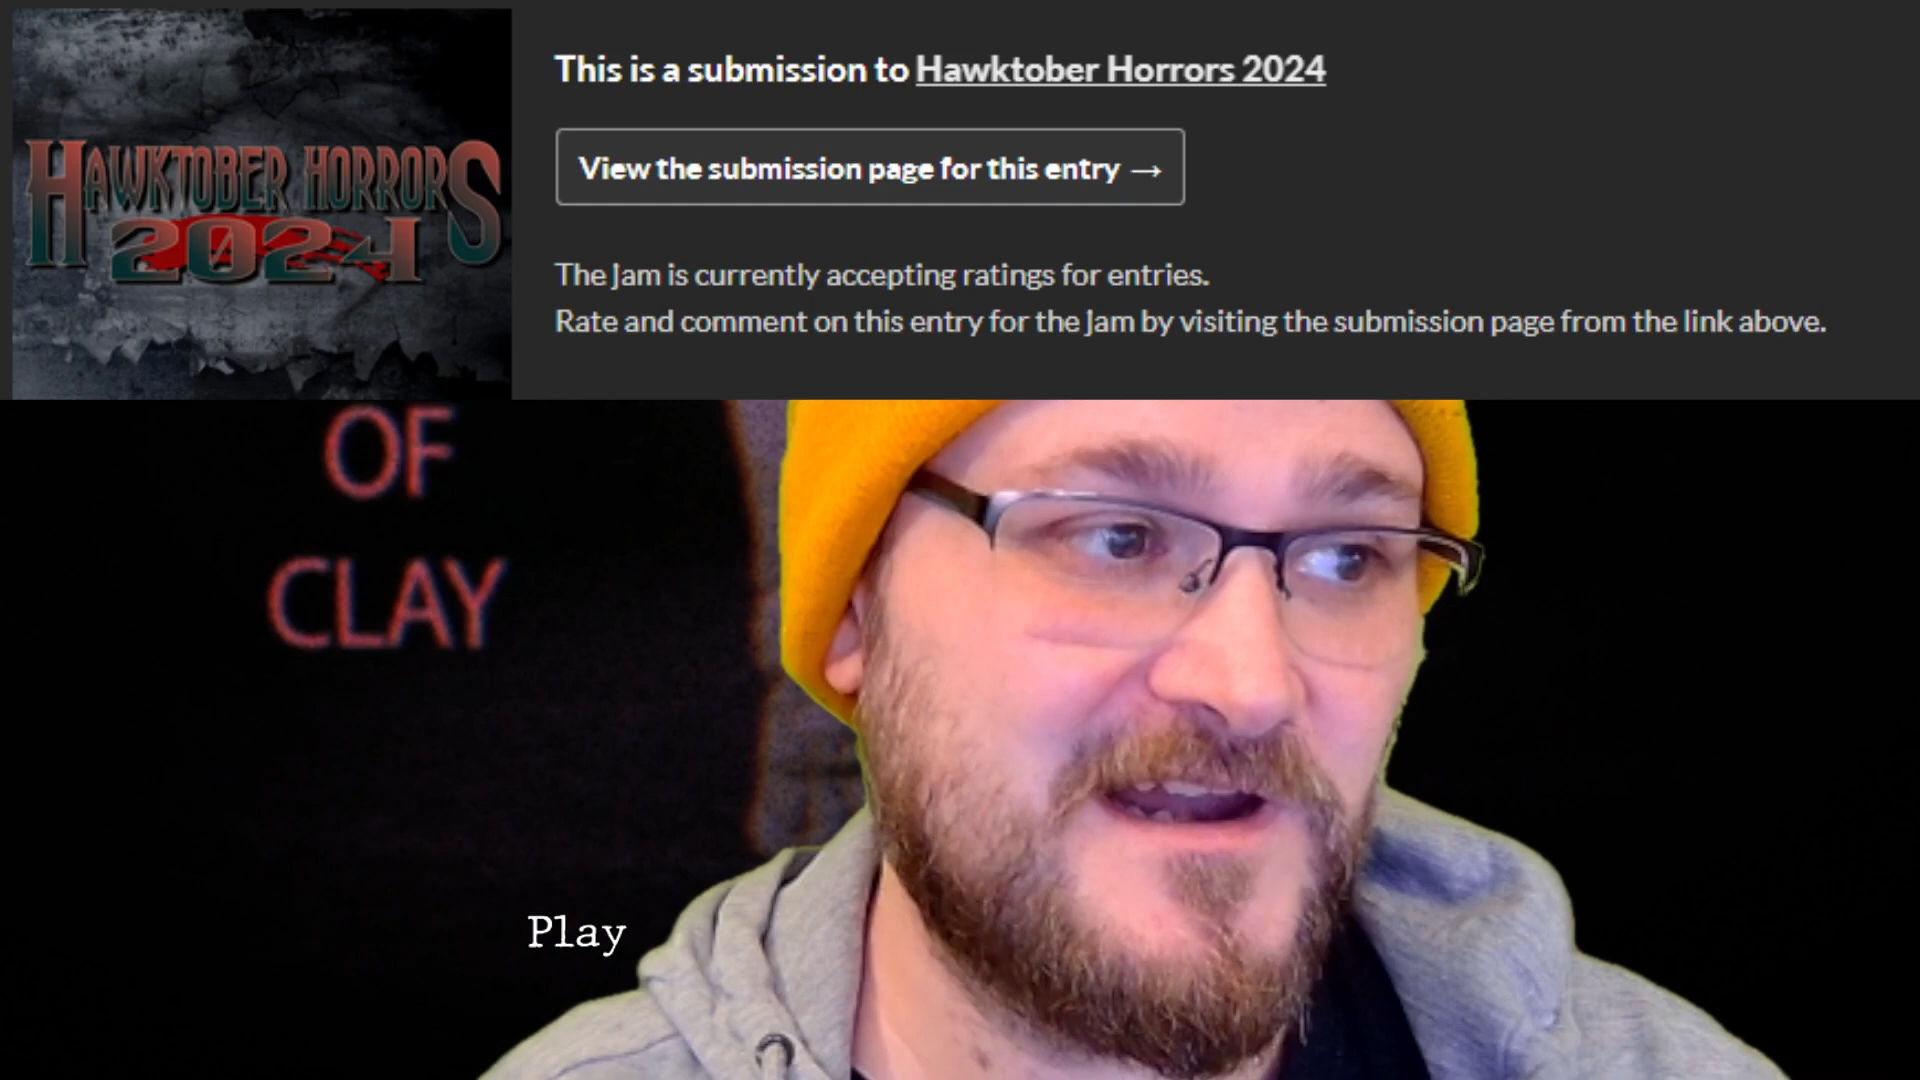 HAWKTOBER HORRORS
2024
This is a submission to Hawktober Horrors 2024
View the submission page for this entry →
The Jam is currently accepting ratings for entries.
Rate and comment on this entry for the Jam by visiting the submission page from the link above.
OF
CLAY
Play